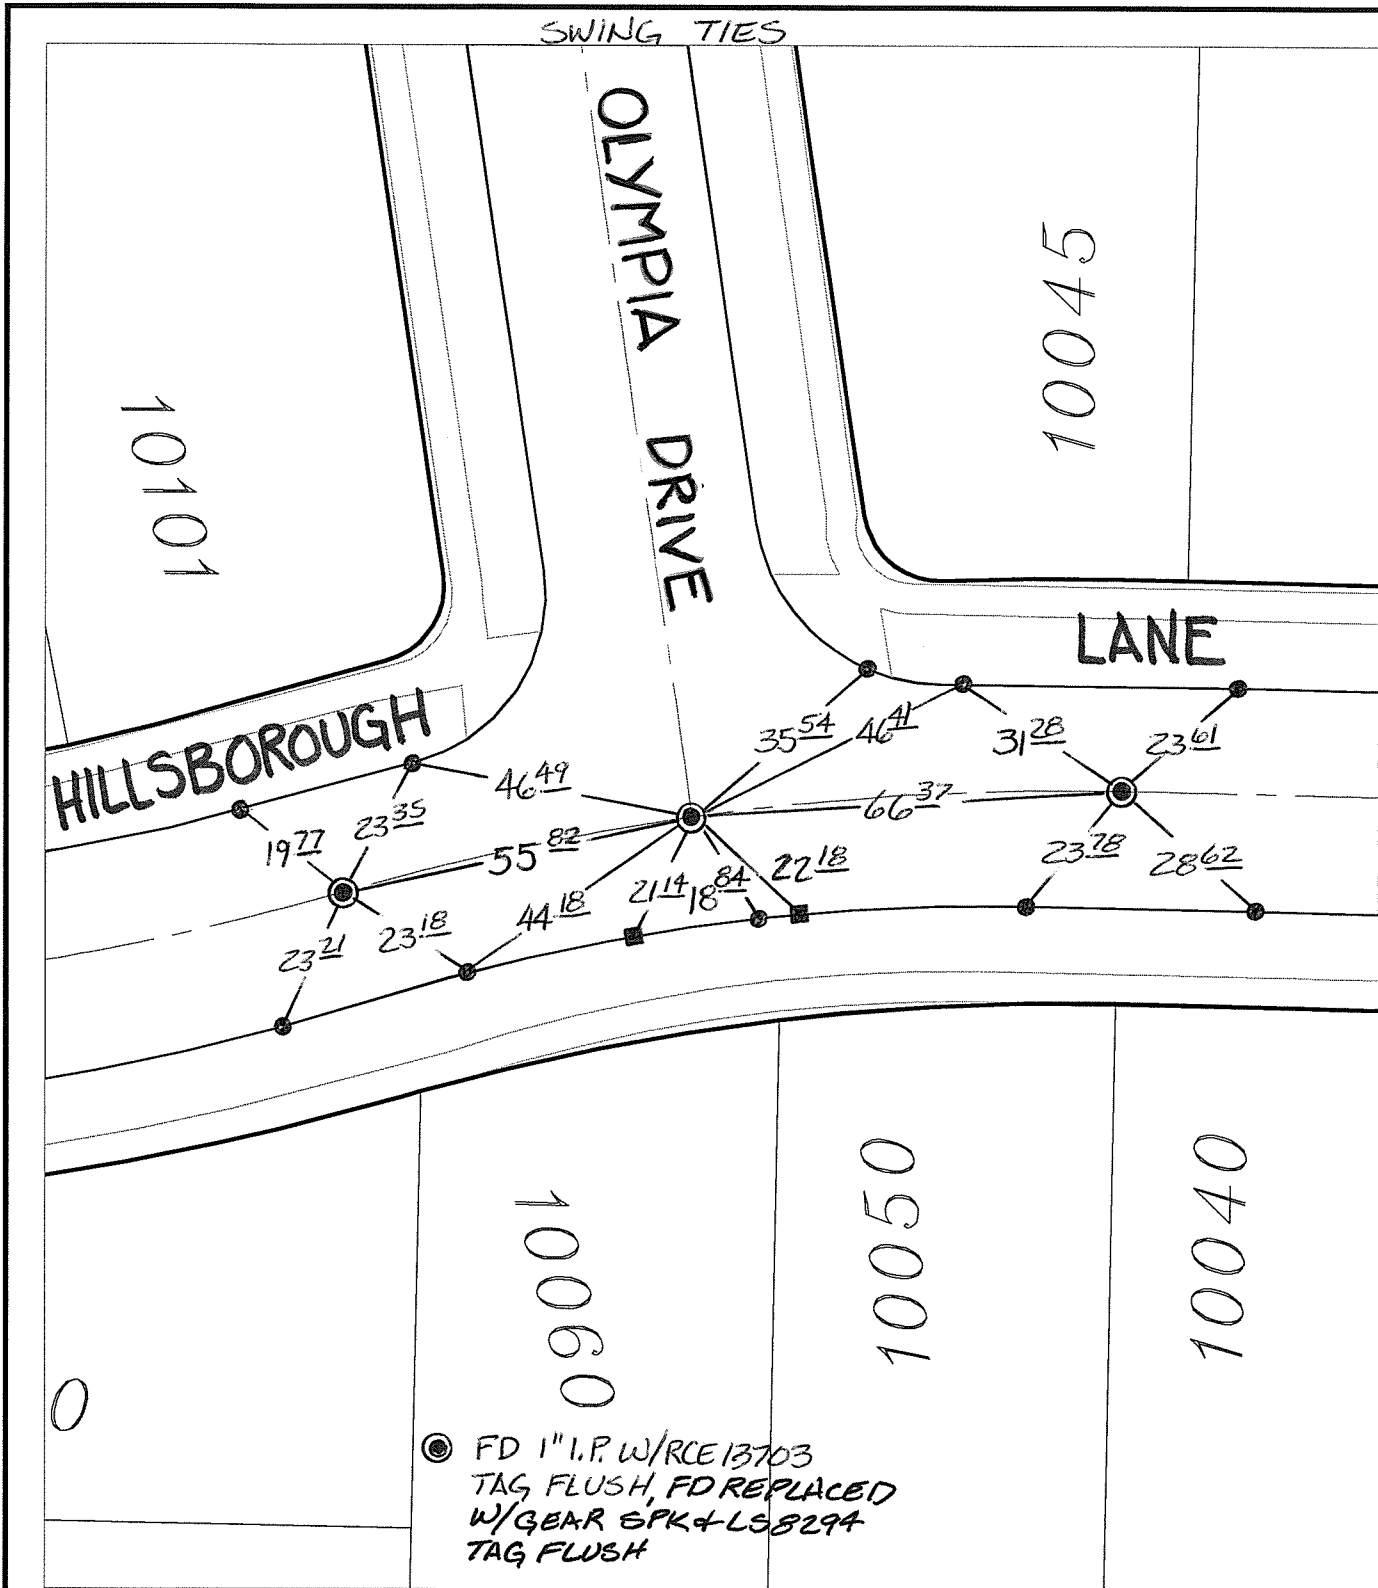 SWING TIES
OLYMPIA DRIVE
10045
10101
LANE
HILLSBOROUGH
35 54
46 41
31 28
23 61
46 49
66 37
19 77
23 35
55 82
23 78
28 62
44 18
21 14
18 84
22 18
23 21
23 18
10060
10050
10040
0
FD 1" I.P. W/RCE 13703
TAG FLUSH, FD REPLACED
W/GEAR SPK & LS8294
TAG FLUSH